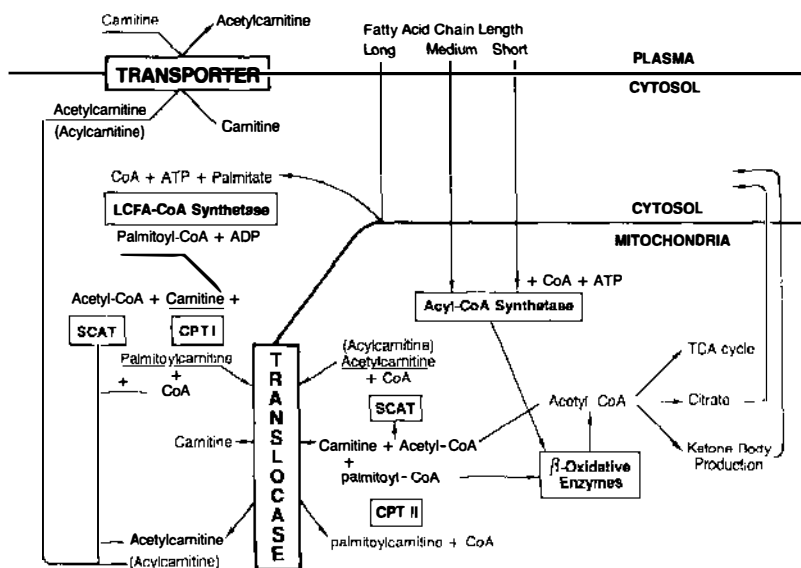 Carnitine
Acetylcarnitine
Fatty Acid Chain Length
Long Medium Short
PLASMA
TRANSPORTER
CYTOSOL
Acetylcarnitine
(Acylcarnitine)
Carnitine
CoA + ATP + Palmitate
LCFA-CoA Synthetase
CYTOSOL
Palmitoyl-CoA + ADP
MITOCHONDRIA
+ CoA + ATP
Acetyl-CoA + Carnitine +
Acyl-CoA Synthetase
SCAT
CPT I
TRANSLOCASE
(Acylcarnitine)
Acetylcarnitine
+ CoA
Palmitoylcarnitine
+ +
CoA
TCA cycle
SCAT
Acetyl CoA
Citrate
Carnitine
Carnitine + Acetyl-CoA
+
palmitoyl-CoA
Ketone Body
Production
β-Oxidative
Enzymes
CPT II
Acetylcarnitine
(Acylcarnitine)
palmitoylcarnitine + CoA